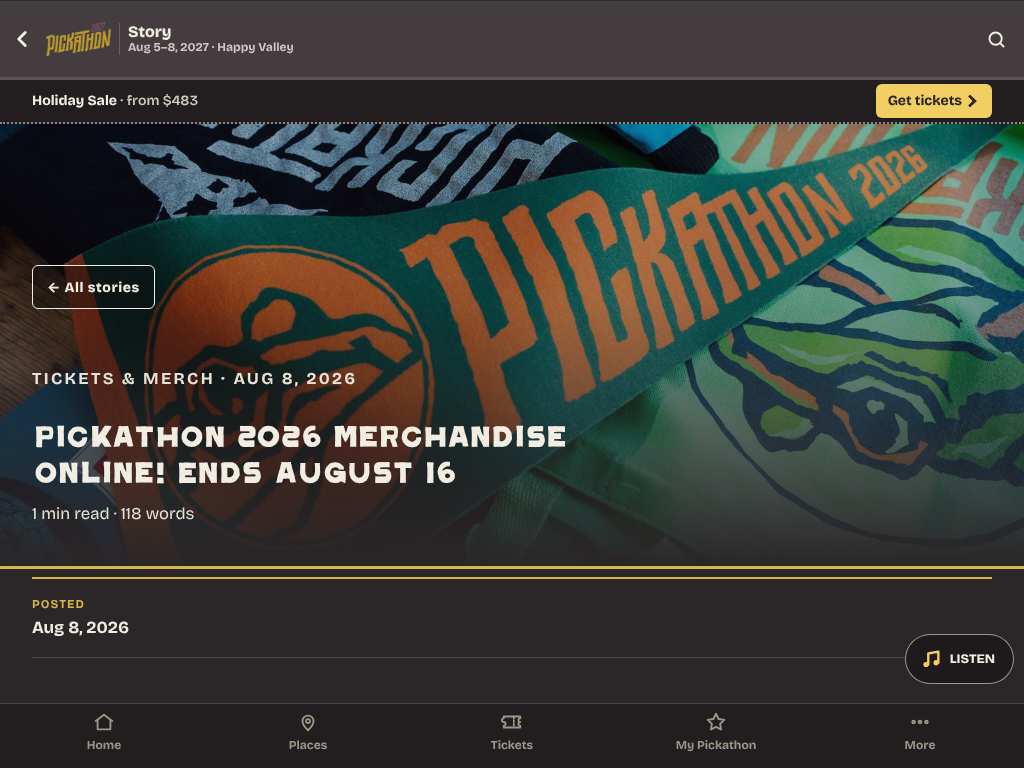 PICKATHON
Story
Aug 5–8, 2027 · Happy Valley
Holiday Sale · from $483
Get tickets
PICKATHON 2026
← All stories
TICKETS & MERCH · AUG 8, 2026
PICKATHON 2026 MERCHANDISE
ONLINE! ENDS AUGUST 16
1 min read · 118 words
POSTED
Aug 8, 2026
LISTEN
Home
Places
Tickets
My Pickathon
More